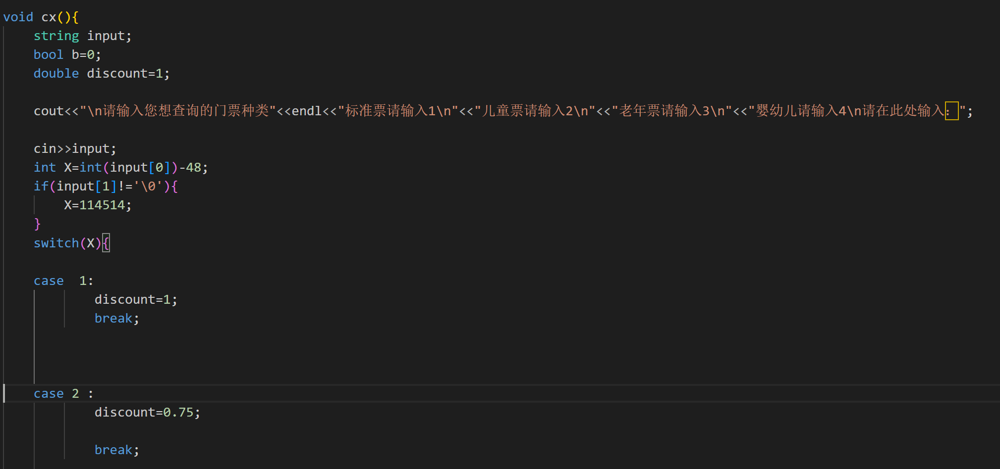 void cx(){
string input;
bool b=0;
double discount=1;
cout<<"\n请输入您想查询的门票种类"<<endl<<"标准票请输入1\n"<<"儿童票请输入2\n"<<"老年票请输入3\n"<<"婴幼儿请输入4\n请在此处输入：";
cin>>input;
int X=int(input[0])-48;
if(input[1]!='\0'){
X=114514;
}
switch(X){
case  1:
discount=1;
break;
case 2 :
discount=0.75;
break;